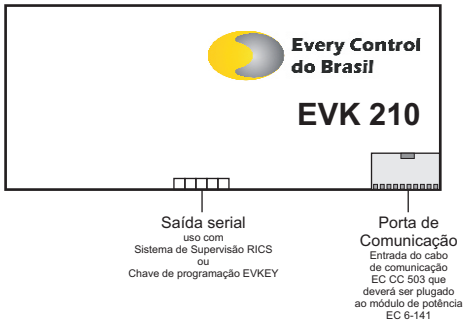 Every Control
do Brasil
EVK 210
Saída serial
uso com
Sistema de Supervisão RICS
ou
Chave de programação EVKEY
Porta de
Comunicação
Entrada do cabo
de comunicação
EC CC 503 que
deverá ser plugado
ao módulo de potência
EC 6-141